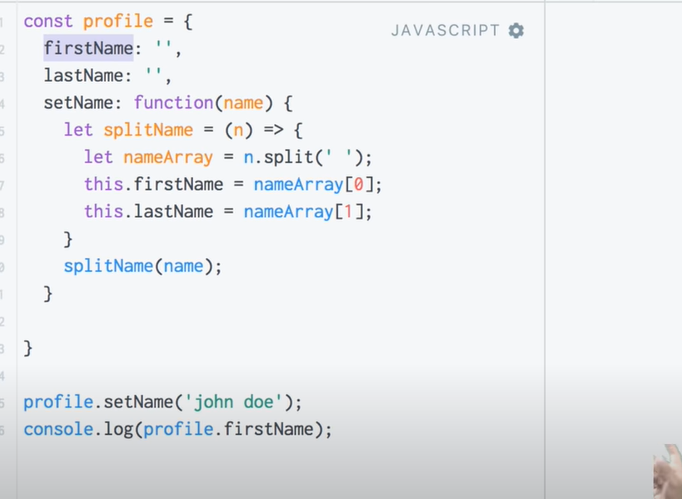 const profile = {
JAVASCRIPT
firstName: '',
lastName: '',
setName: function(name) {
let splitName = (n) => {
let nameArray = n.split(' ');
this.firstName = nameArray[0];
this.lastName = nameArray[1];
}
splitName(name);
}
}
profile.setName('john doe');
console.log(profile.firstName);